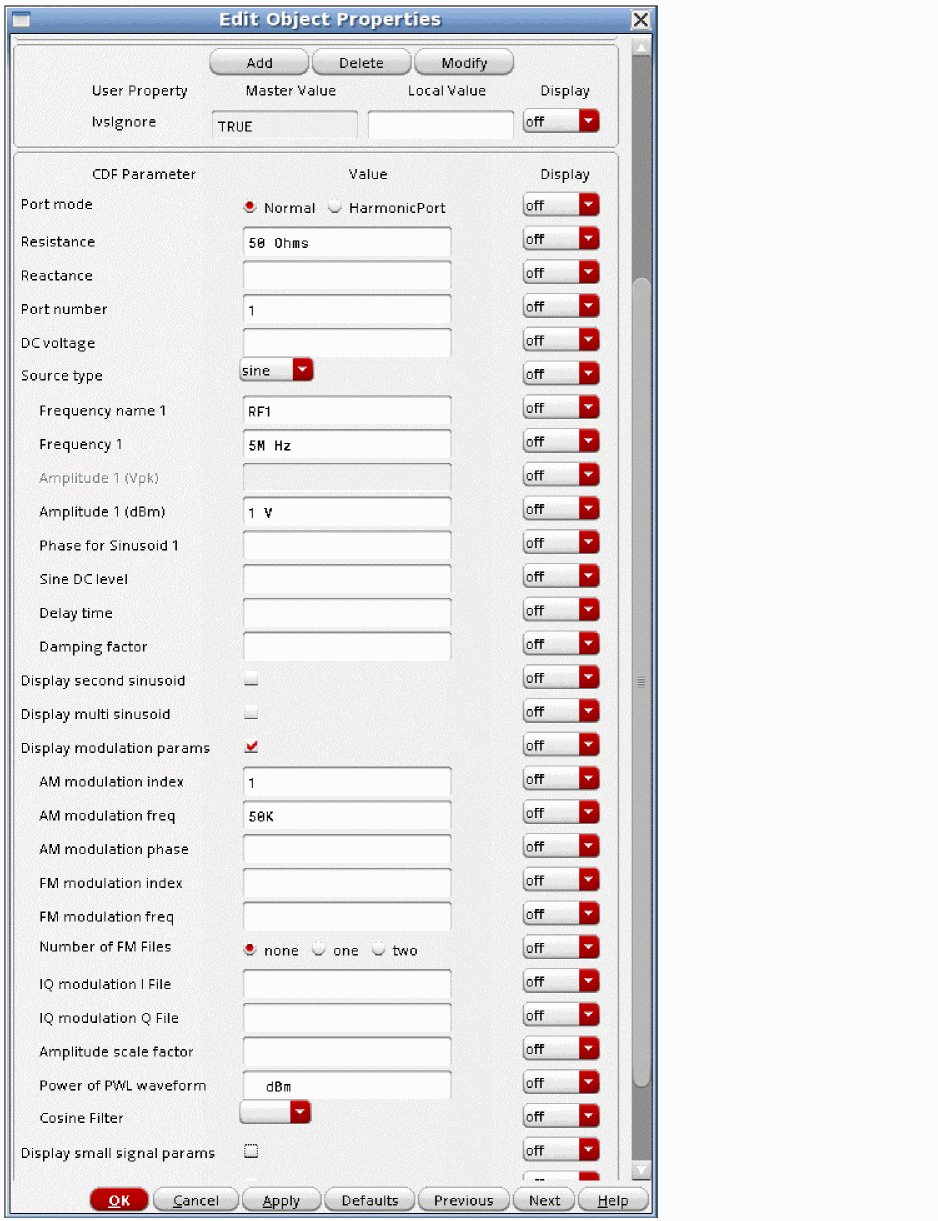 Edit Object Properties
Add Delete Modify
User Property Master Value Local Value Display
lvsIgnore TRUE off
CDF Parameter Value Display
Port mode Normal HarmonicPort off
Resistance 50 Ohms off
Reactance off
Port number 1 off
DC voltage off
Source type sine off
Frequency name 1 RF1 off
Frequency 1 5M Hz off
Amplitude 1 (Vpk) off
Amplitude 1 (dBm) 1 V off
Phase for Sinusoid 1 off
Sine DC level off
Delay time off
Damping factor off
Display second sinusoid off
Display multi sinusoid off
Display modulation params off
AM modulation index 1 off
AM modulation freq 50K off
AM modulation phase off
FM modulation index off
FM modulation freq off
Number of FM Files none one two off
IQ modulation I File off
IQ modulation Q File off
Amplitude scale factor off
Power of PWL waveform dBm off
Cosine Filter off
Display small signal params off
OK Cancel Apply Defaults Previous Next Help